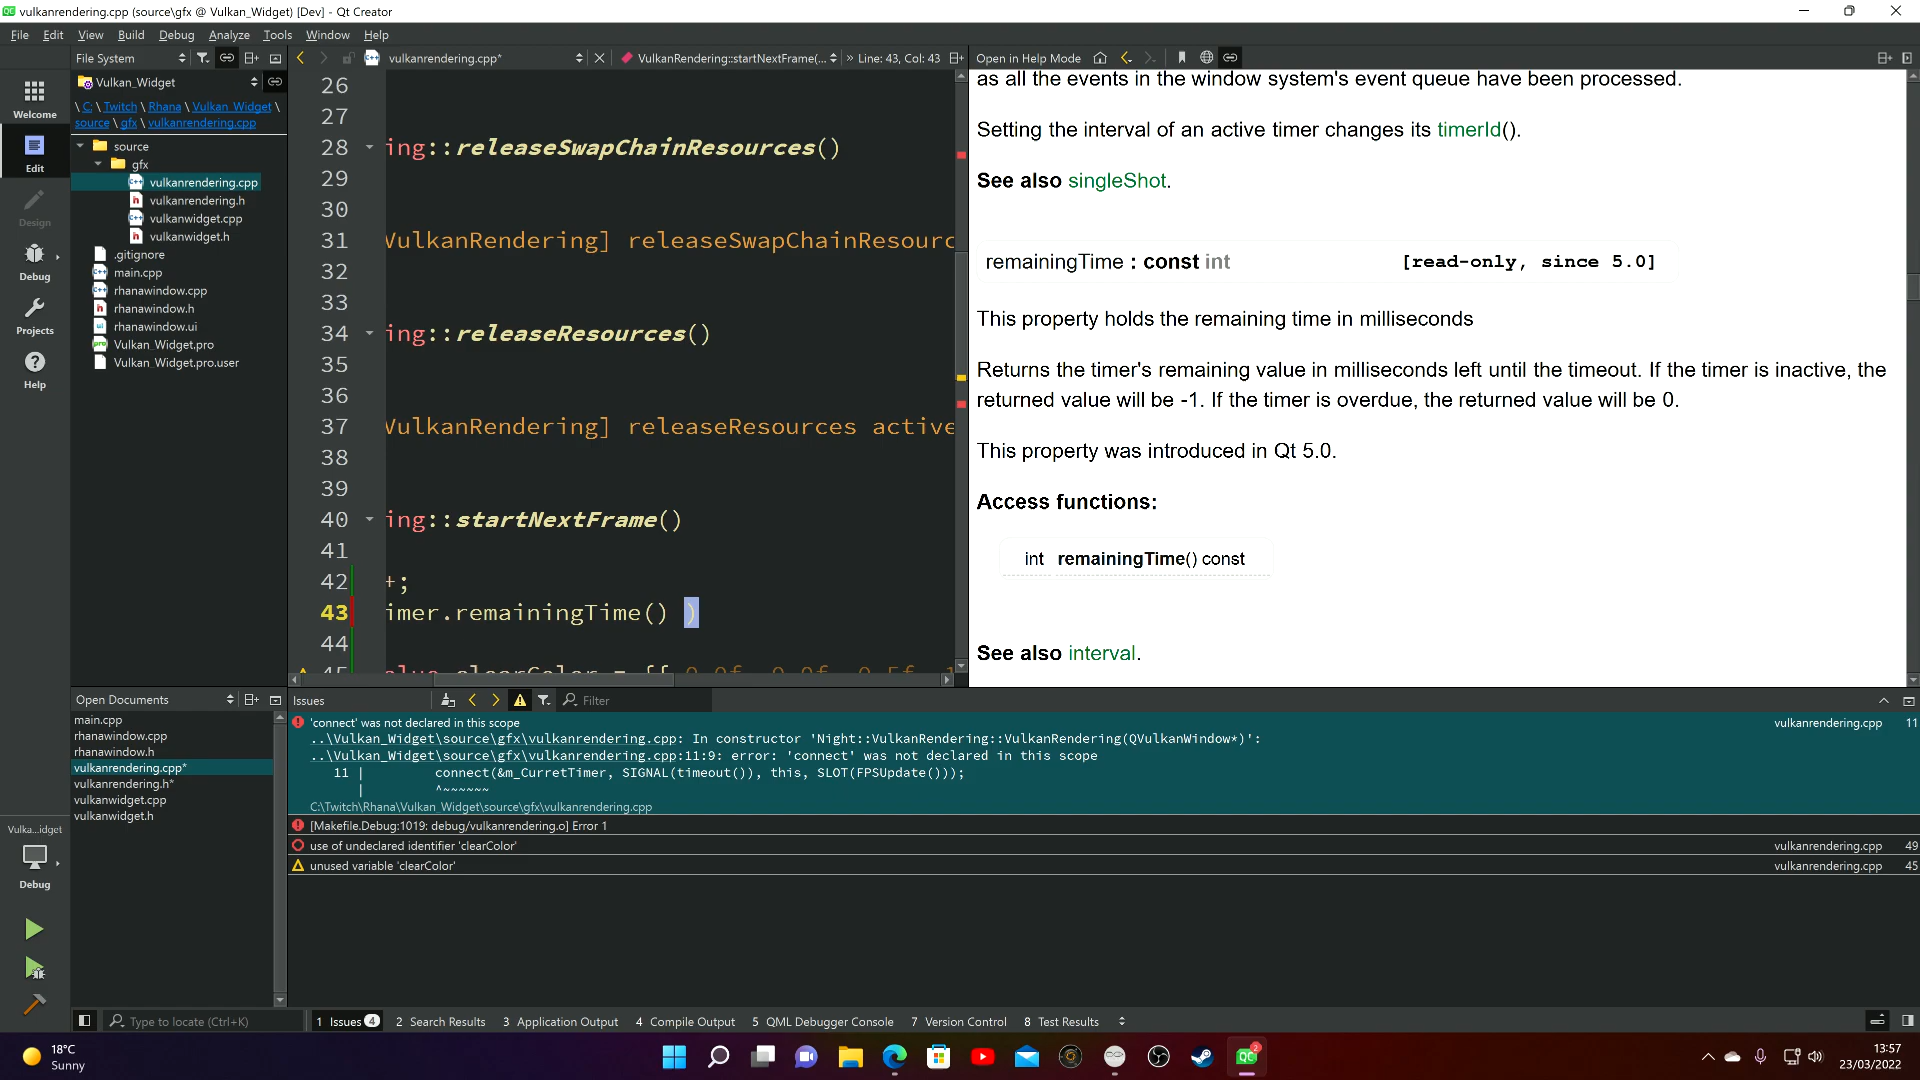 vulkanrendering.cpp (source\gfx @ Vulkan_Widget) [Dev] - Qt Creator
File Edit View Build Debug Analyze Tools Window Help
File System
vulkanrendering.cpp*
VulkanRendering::startNextFrame(...
» Line: 43, Col: 43
Open in Help Mode
Welcome
Edit
Design
Debug
Projects
Help
Vulkan_Widget
\ C: \ Twitch \ Rhana \ Vulkan_Widget \
source \ gfx \ vulkanrendering.cpp
source
gfx
vulkanrendering.cpp
vulkanrendering.h
vulkanwidget.cpp
vulkanwidget.h
.gitignore
main.cpp
rhanawindow.cpp
rhanawindow.h
rhanawindow.ui
Vulkan_Widget.pro
Vulkan_Widget.pro.user
26
27
28 ing::releaseSwapChainResources()
29
30
31 VulkanRendering] releaseSwapChainResourc
32
33
34 ing::releaseResources()
35
36
37 VulkanRendering] releaseResources active
38
39
40 ing::startNextFrame()
41
42 +;
43 imer.remainingTime() )
44
45 alue clearColor = {{ 0.0f, 0.0f, 0.5f, 1
as all the events in the window system's event queue have been processed.
Setting the interval of an active timer changes its timerId().
See also singleShot.
remainingTime : const int [read-only, since 5.0]
This property holds the remaining time in milliseconds
Returns the timer's remaining value in milliseconds left until the timeout. If the timer is inactive, the
returned value will be -1. If the timer is overdue, the returned value will be 0.
This property was introduced in Qt 5.0.
Access functions:
int remainingTime() const
See also interval.
Open Documents
main.cpp
rhanawindow.cpp
rhanawindow.h
vulkanrendering.cpp*
vulkanrendering.h*
vulkanwidget.cpp
vulkanwidget.h
Issues
Filter
'connect' was not declared in this scope vulkanrendering.cpp 11
..\Vulkan_Widget\source\gfx\vulkanrendering.cpp: In constructor 'Night::VulkanRendering::VulkanRendering(QVulkanWindow*)':
..\Vulkan_Widget\source\gfx\vulkanrendering.cpp:11:9: error: 'connect' was not declared in this scope
11 | connect(&m_CurretTimer, SIGNAL(timeout()), this, SLOT(FPSUpdate()));
| ^~~~~~~
C:\Twitch\Rhana\Vulkan_Widget\source\gfx\vulkanrendering.cpp
[Makefile.Debug:1019: debug/vulkanrendering.o] Error 1
use of undeclared identifier 'clearColor' vulkanrendering.cpp 49
unused variable 'clearColor' vulkanrendering.cpp 45
Vulka...idget
Debug
Type to locate (Ctrl+K)
1 Issues 4
2 Search Results
3 Application Output
4 Compile Output
5 QML Debugger Console
7 Version Control
8 Test Results
18°C
Sunny
QC
2
13:57
23/03/2022